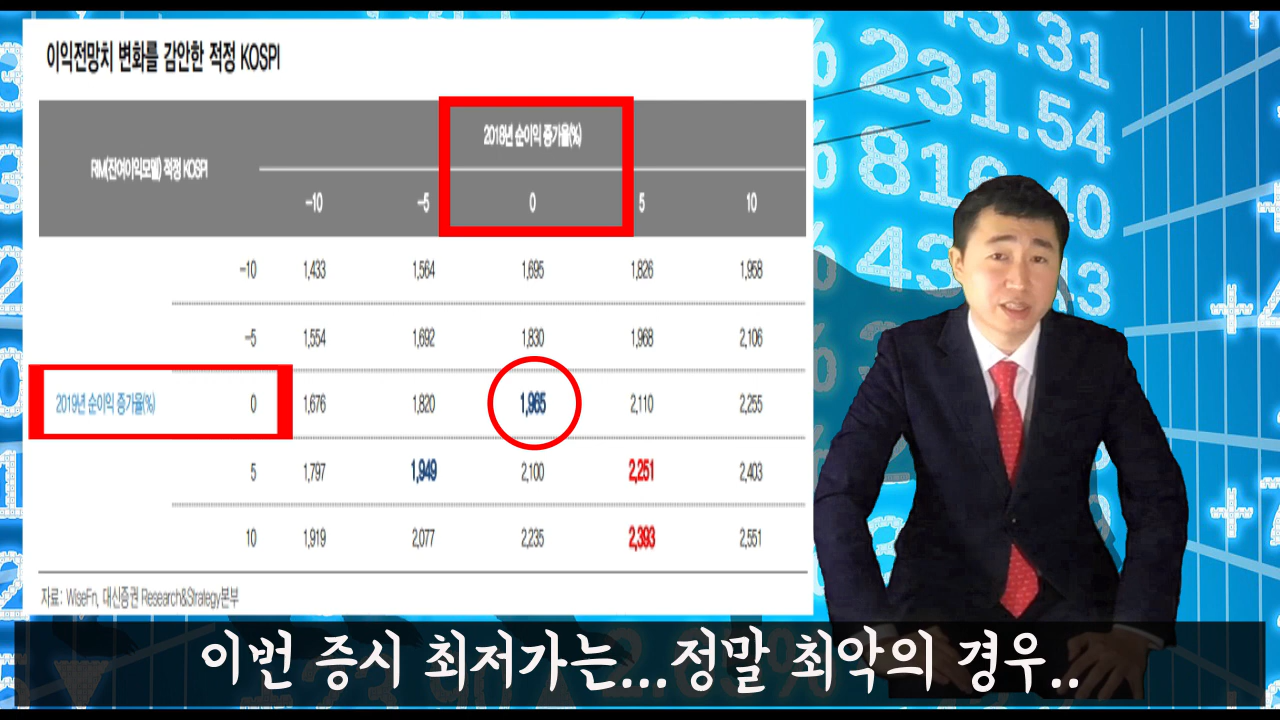 이익전망치 변화를 감안한 적정 KOSPI
RIM(잔여이익모델) 적정 KOSPI
2018년 순이익 증가율(%)
-10 -5 0 5 10
-10 1,433 1,564 1,695 1,826 1,958
-5 1,554 1,692 1,830 1,968 2,106
2019년 순이익 증가율(%) 0 1,676 1,820 1,965 2,110 2,255
5 1,797 1,949 2,100 2,251 2,403
10 1,919 2,077 2,235 2,393 2,551
자료: WiseFn, 대신증권 Research&Strategy본부
231.54
이번 증시 최저가는...정말 최악의 경우..